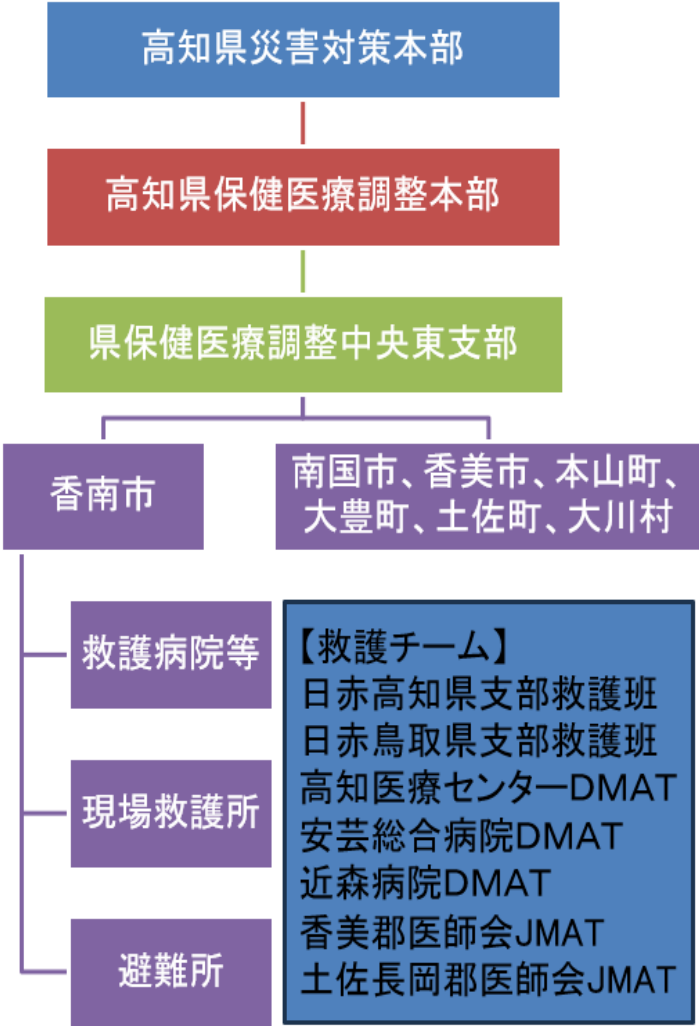 高知県災害対策本部
高知県保健医療調整本部
県保健医療調整中央東支部
香南市
南国市、香美市、本山町、
大豊町、土佐町、大川村
救護病院等
現場救護所
避難所
【救護チーム】
日赤高知県支部救護班
日赤鳥取県支部救護班
高知医療センターDMAT
安芸総合病院DMAT
近森病院DMAT
香美郡医師会JMAT
土佐長岡郡医師会JMAT